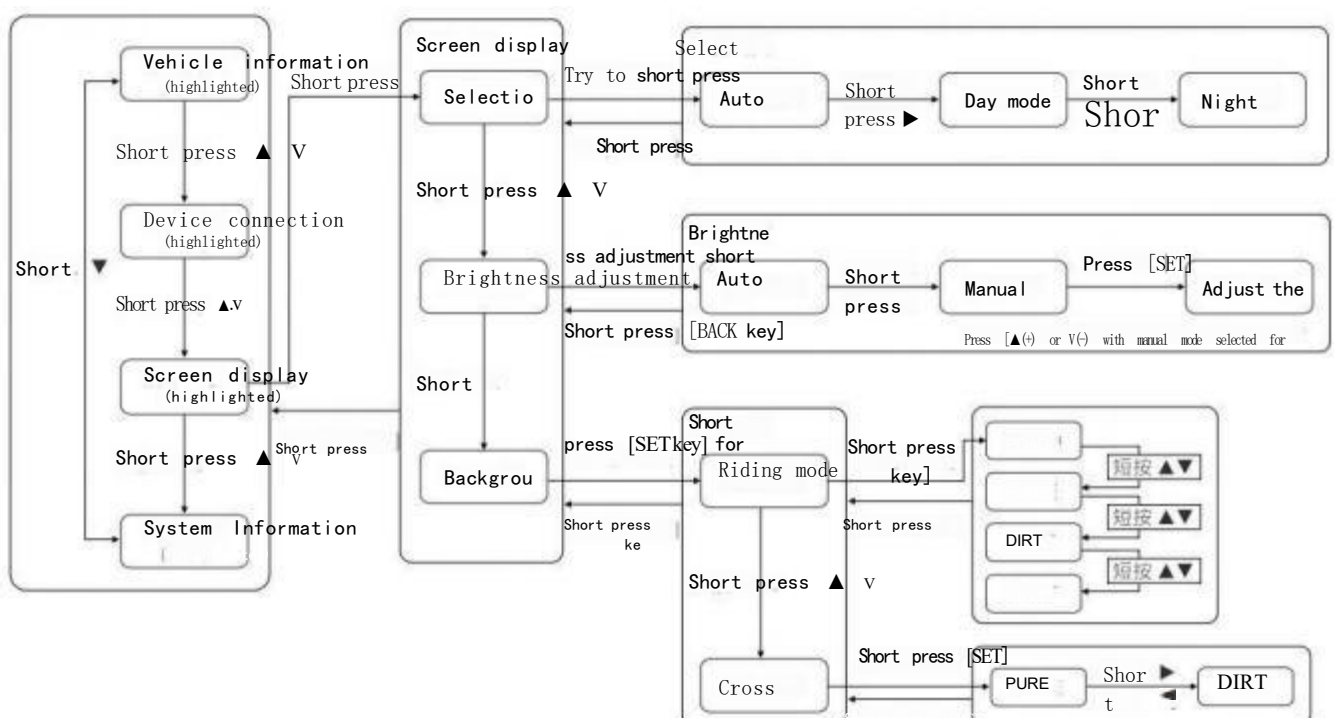 Vehicle information
(highlighted)
Short press ▲ V
Device connection
(highlighted)
Short ▼
Short press ▲.v
Screen display
(highlighted)
Short press ▲ V
System Information
Short press
Short press
Screen display
Selectio
Short press ▲ V
Brightness adjustment
Short
Backgrou
Select
Try to short press
Short press
Auto
Short
press ▶
Day mode
Short
Shor
Night
Brightne
ss adjustment short
Short press [BACK key]
Auto
Short
press
Manual
Press [SET]
Adjust the
Press [▲(+) or V(-) with manual mode selected for
Short
press [SETkey] for
Short press
ke
Riding mode
Short press
key]
Short press
短按 ▲▼
短按 ▲▼
DIRT
短按 ▲▼
Short press ▲ V
Cross
Short press [SET]
PURE
Shor ▶
t ◀
DIRT